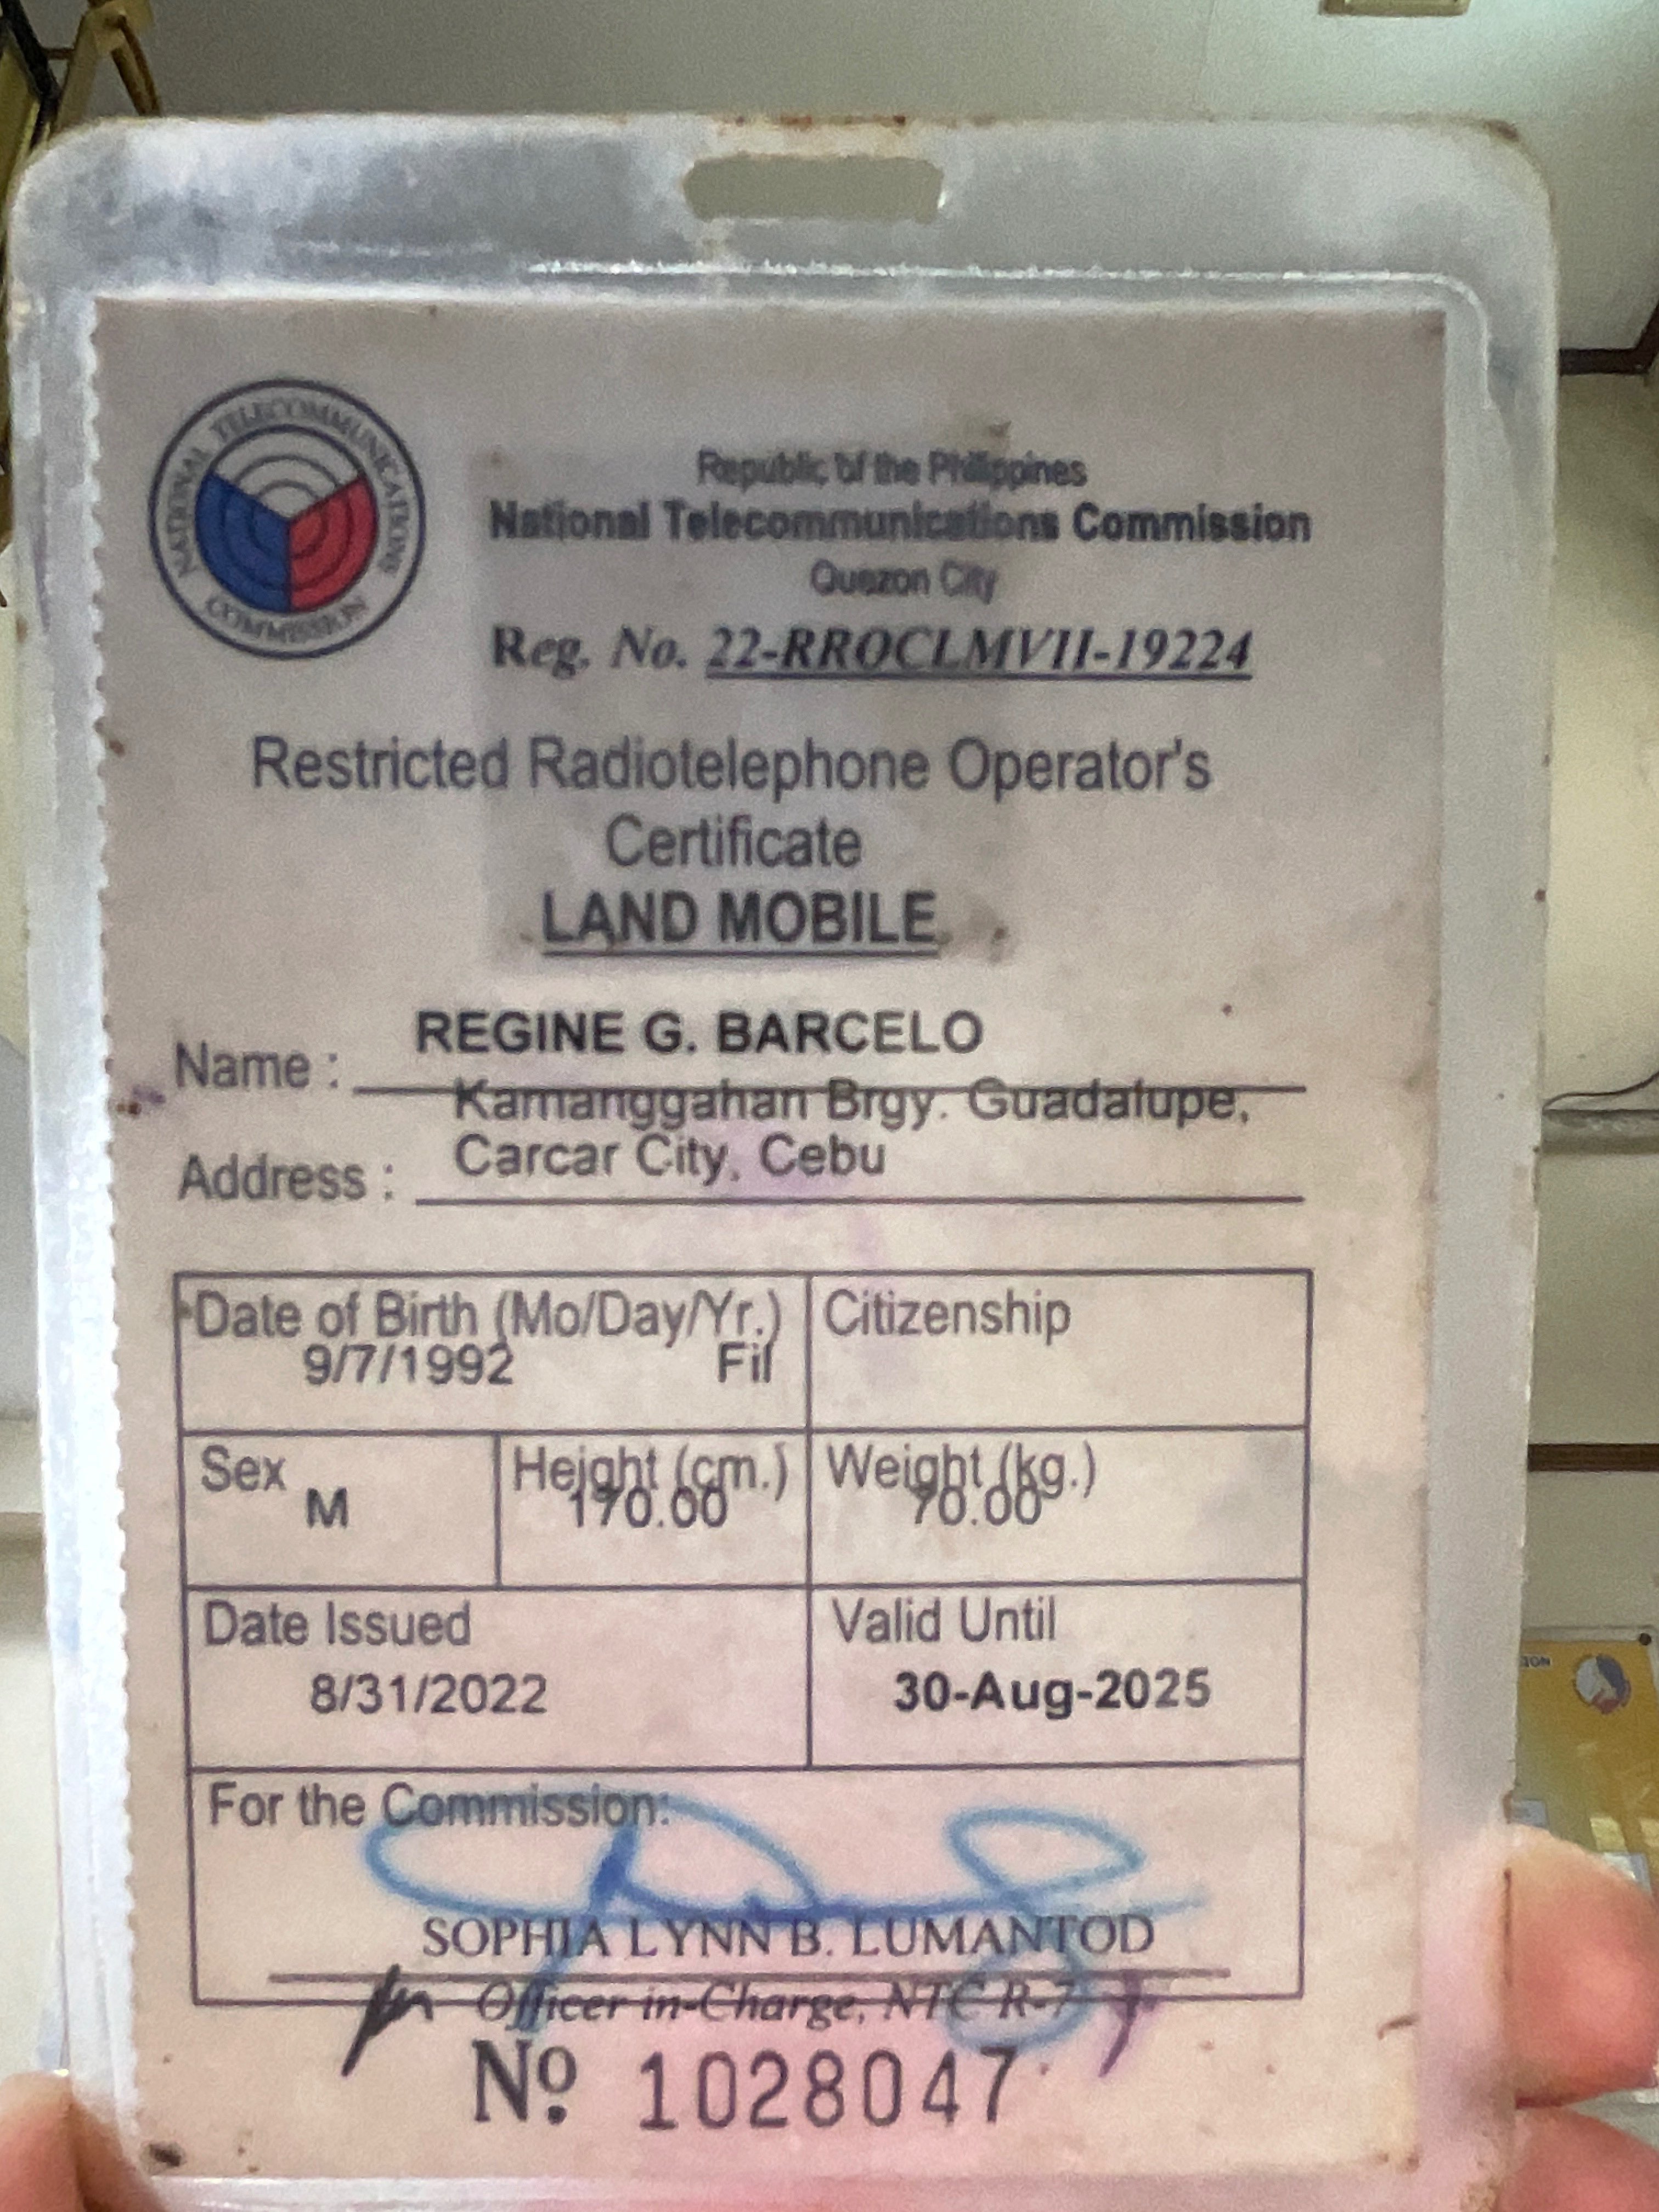 NATIONAL TELECOMMUNICATIONS COMMISSION
Republic of the Philippines
National Telecommunications Commission
Quezon City
Reg. No. 22-RROCLMVII-19224
Restricted Radiotelephone Operator's
Certificate
LAND MOBILE
REGINE G. BARCELO
Name :
Kamanggahan Brgy. Guadalupe,
Carcar City, Cebu
Address :
Date of Birth (Mo/Day/Yr.) Citizenship
9/7/1992 Fil
Sex Height (cm.) Weight (kg.)
M 170.00 70.00
Date Issued Valid Until
8/31/2022 30-Aug-2025
For the Commission:
SOPHIA LYNN B. LUMANTOD
Officer in-Charge, NTC R-7
Nº 1028047